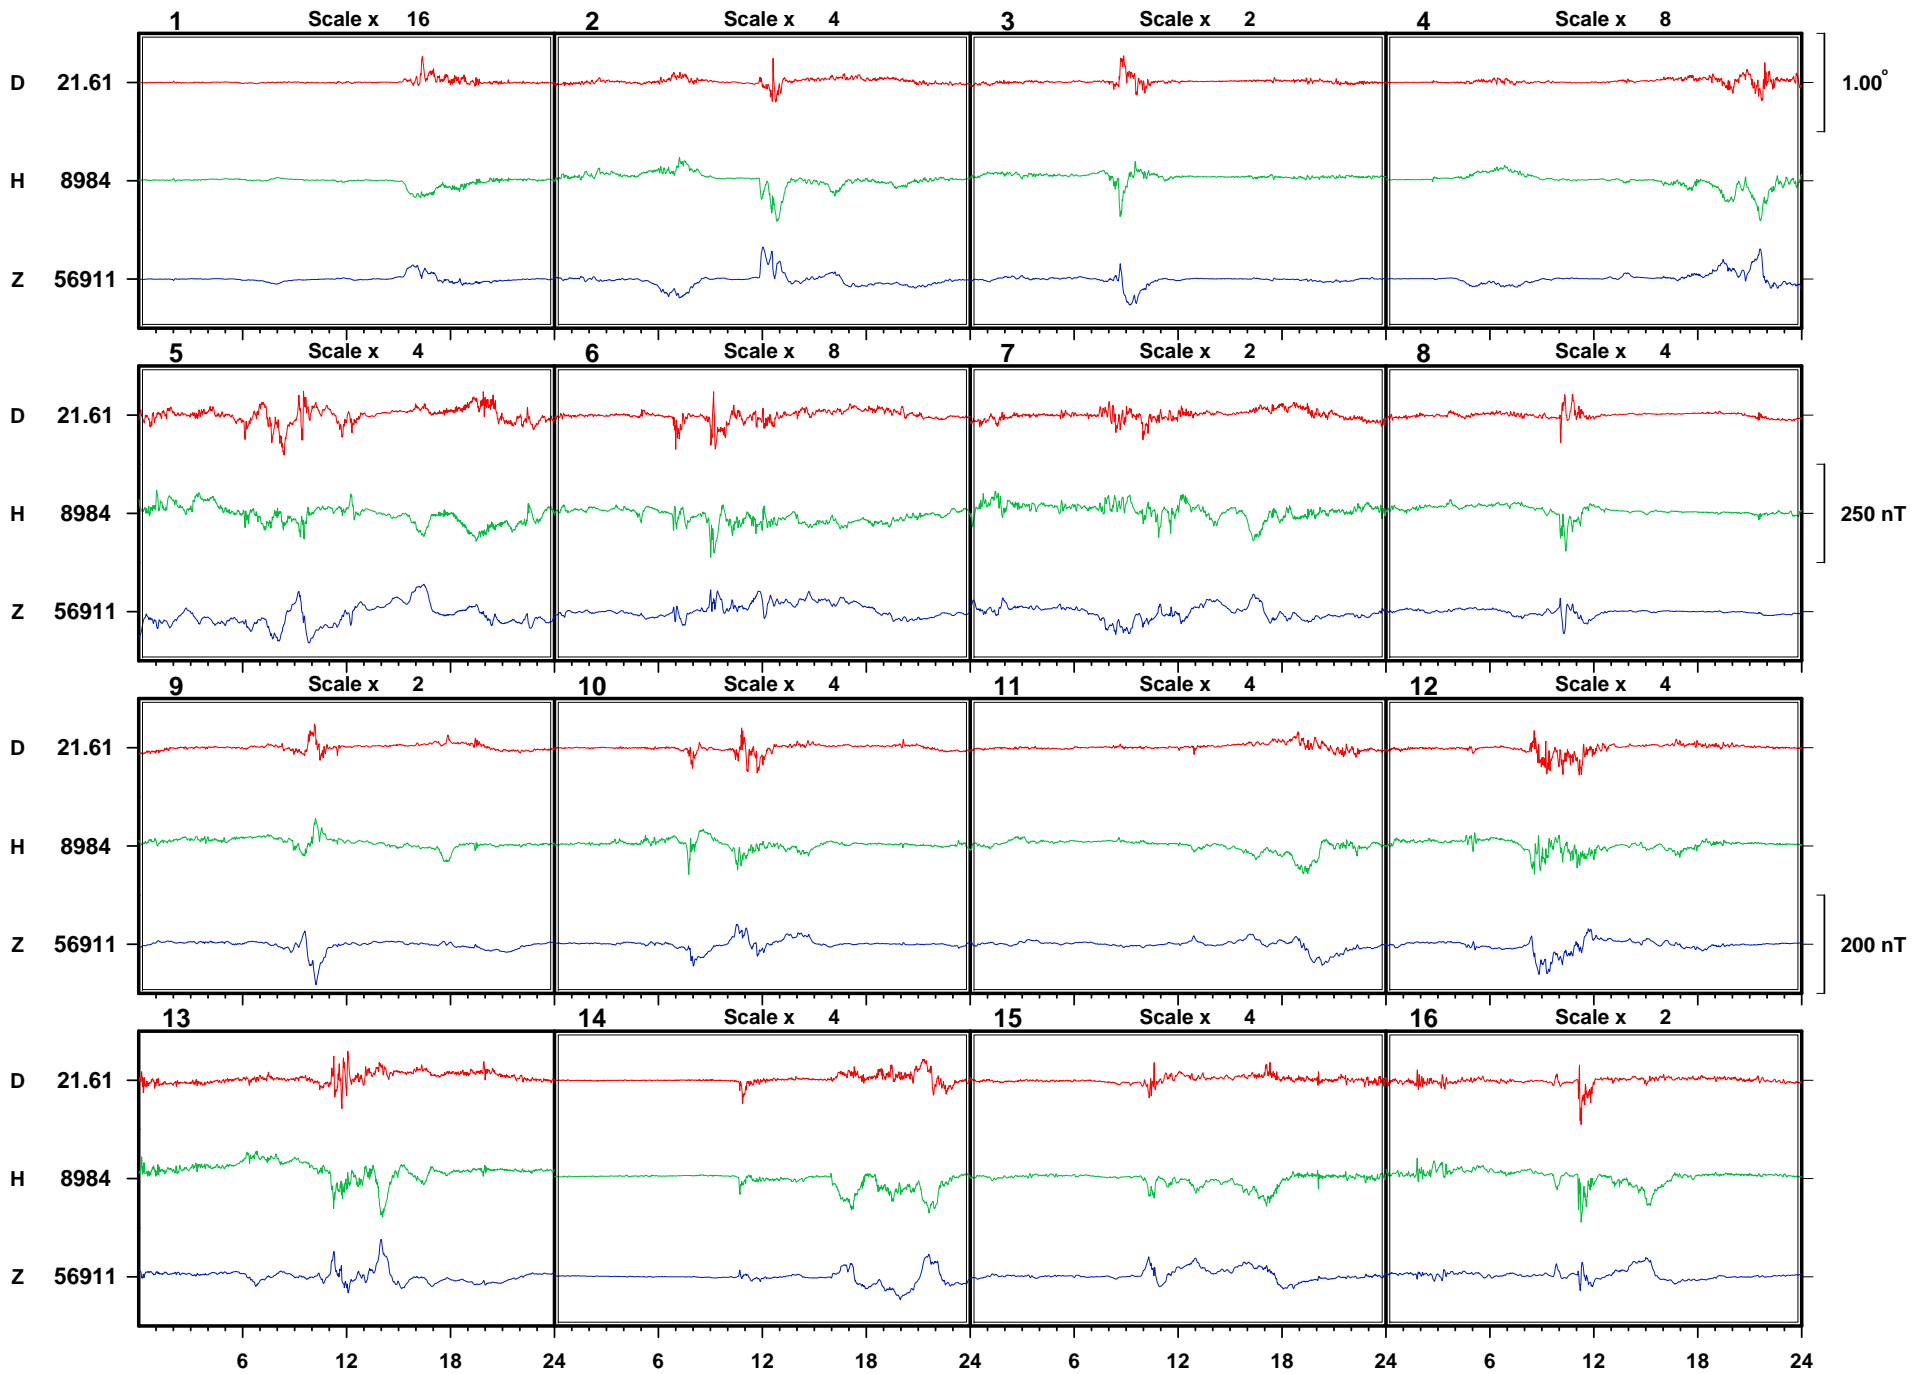 1 Scale x 16 2 Scale x 4 3 Scale x 2 4 Scale x 8
D 21.61 1.00°
H 8984
Z 56911
5 Scale x 4 6 Scale x 8 7 Scale x 2 8 Scale x 4
D 21.61
H 8984 250 nT
Z 56911
9 Scale x 2 10 Scale x 4 11 Scale x 4 12 Scale x 4
D 21.61
H 8984
Z 56911 200 nT
13 14 Scale x 4 15 Scale x 4 16 Scale x 2
D 21.61
H 8984
Z 56911
6 12 18 24 6 12 18 24 6 12 18 24 6 12 18 24